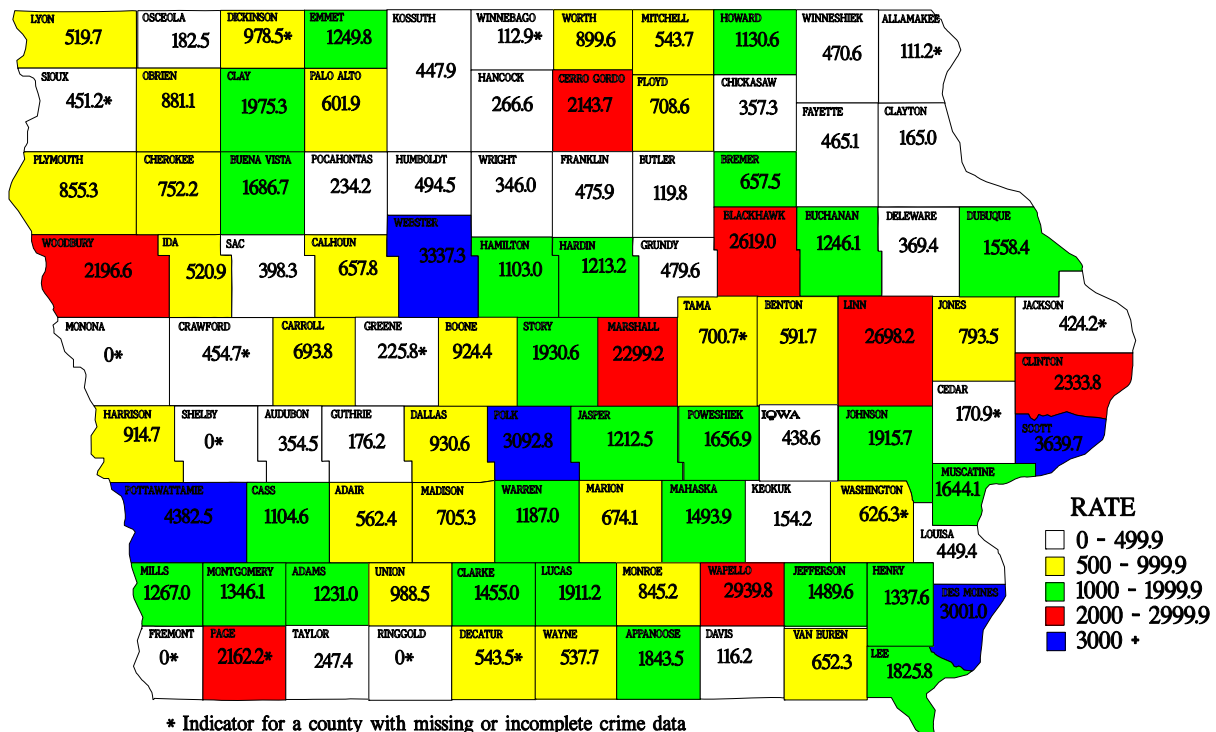 LYON
519.7
OSCEOLA
182.5
DICKINSON
978.5*
EMMET
1249.8
KOSSUTH
447.9
WINNEBAGO
112.9*
WORTH
899.6
MITCHELL
543.7
HOWARD
1130.6
WINNESHIEK
470.6
ALLAMAKEE
111.2*
SIOUX
451.2*
OBRIEN
881.1
CLAY
1975.3
PALO ALTO
601.9
HANCOCK
266.6
CERRO GORDO
2143.7
FLOYD
708.6
CHICKASAW
357.3
FAYETTE
465.1
CLAYTON
165.0
PLYMOUTH
855.3
CHEROKEE
752.2
BUENA VISTA
1686.7
POCAHONTAS
234.2
HUMBOLDT
494.5
WRIGHT
346.0
FRANKLIN
475.9
BUTLER
119.8
BREMER
657.5
WOODBURY
2196.6
IDA
520.9
SAC
398.3
CALHOUN
657.8
WEBSTER
3337.3
HAMILTON
1103.0
HARDIN
1213.2
GRUNDY
479.6
BLACKHAWK
2619.0
BUCHANAN
1246.1
DELEWARE
369.4
DUBUQUE
1558.4
MONONA
0*
CRAWFORD
454.7*
CARROLL
693.8
GREENE
225.8*
BOONE
924.4
STORY
1930.6
MARSHALL
2299.2
TAMA
700.7*
BENTON
591.7
LINN
2698.2
JONES
793.5
JACKSON
424.2*
CLINTON
2333.8
HARRISON
914.7
SHELBY
0*
AUDUBON
354.5
GUTHRIE
176.2
DALLAS
930.6
POLK
3092.8
JASPER
1212.5
POWESHIEK
1656.9
IOWA
438.6
JOHNSON
1915.7
CEDAR
170.9*
SCOTT
3639.7
MUSCATINE
1644.1
POTTAWATTAMIE
4382.5
CASS
1104.6
ADAIR
562.4
MADISON
705.3
WARREN
1187.0
MARION
674.1
MAHASKA
1493.9
KEOKUK
154.2
WASHINGTON
626.3*
LOUISA
449.4
MILLS
1267.0
MONTGOMERY
1346.1
ADAMS
1231.0
UNION
988.5
CLARKE
1455.0
LUCAS
1911.2
MONROE
845.2
WAPELLO
2939.8
JEFFERSON
1489.6
HENRY
1337.6
DES MOINES
3001.0
FREMONT
0*
PAGE
2162.2*
TAYLOR
247.4
RINGGOLD
0*
DECATUR
543.5*
WAYNE
537.7
APPANOOSE
1843.5
DAVIS
116.2
VAN BUREN
652.3
LEE
1825.8
RATE
0 - 499.9
500 - 999.9
1000 - 1999.9
2000 - 2999.9
3000 +
* Indicator for a county with missing or incomplete crime data